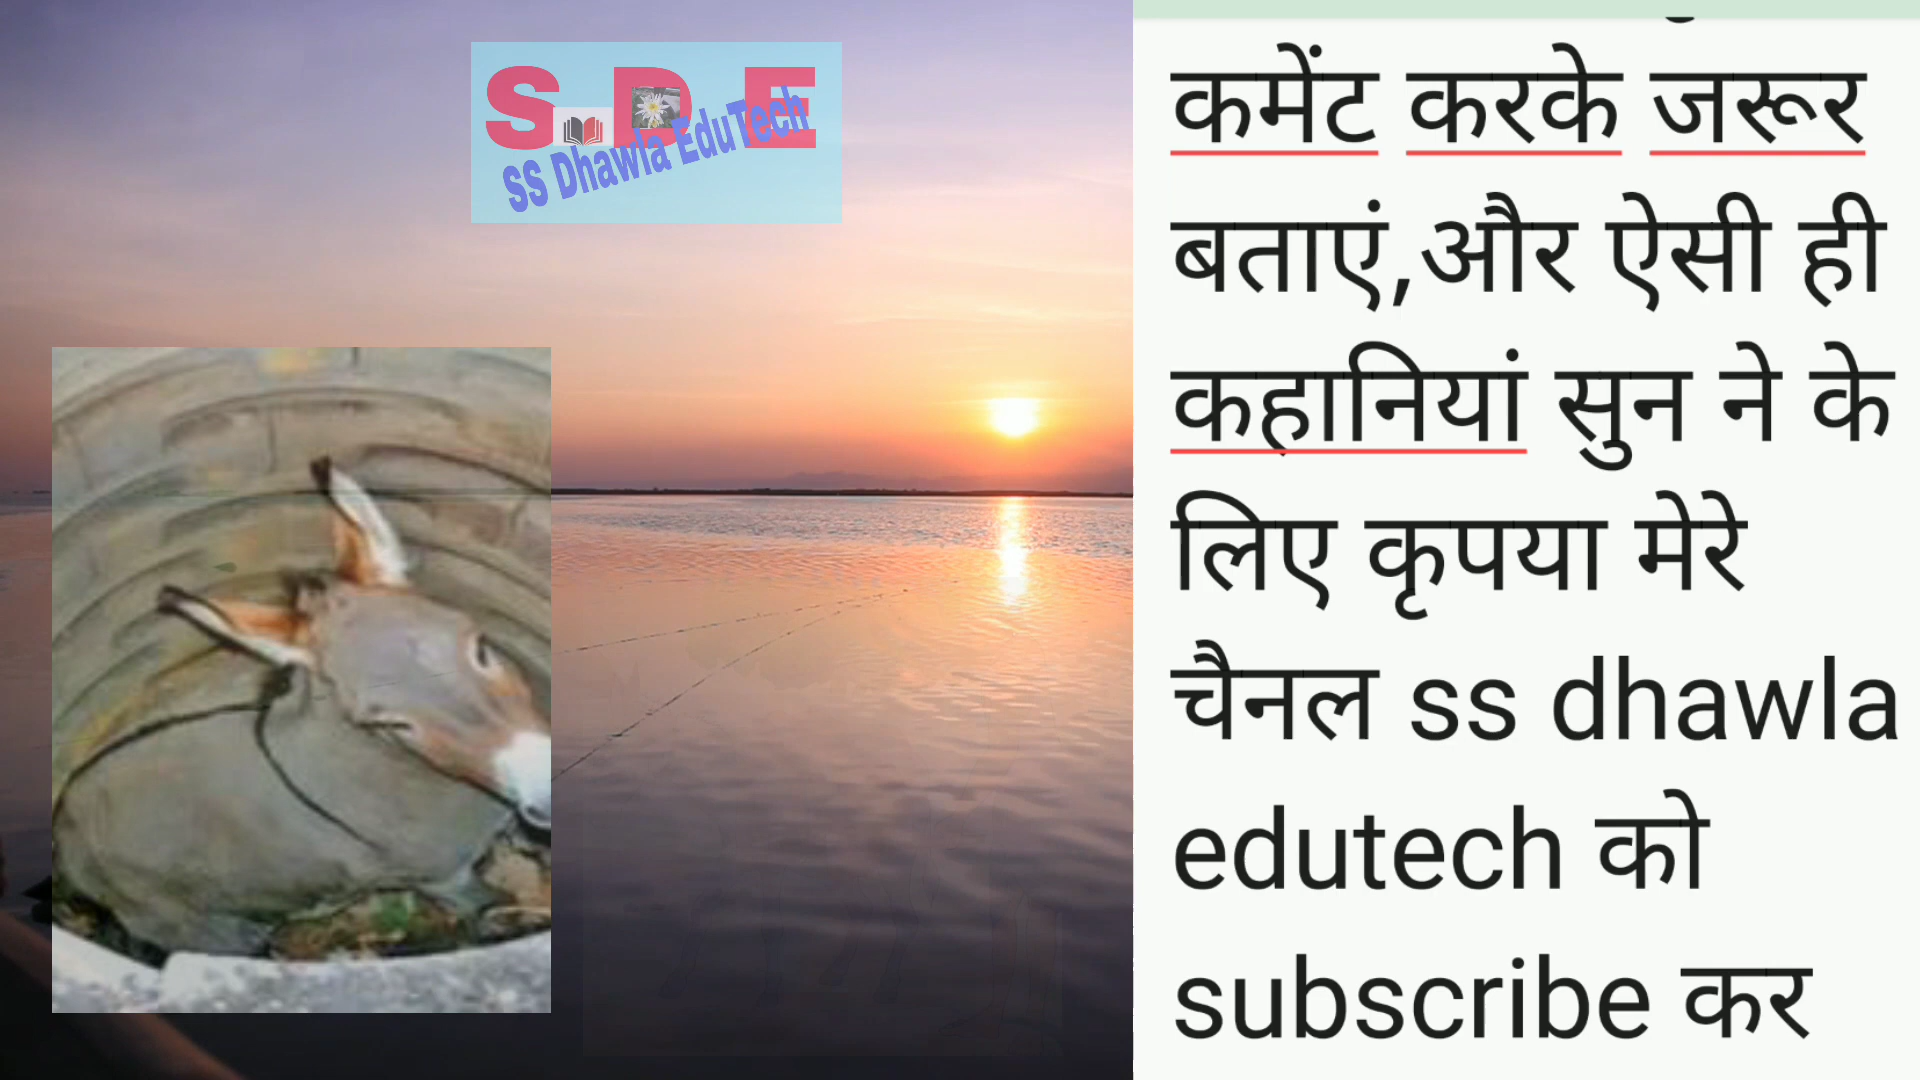 S D E
SS Dhawla EduTech
कमेंट करके जरूर
बताएं,और ऐसी ही
कहानियां सुन ने के
लिए कृपया मेरे
चैनल ss dhawla
edutech को
subscribe कर